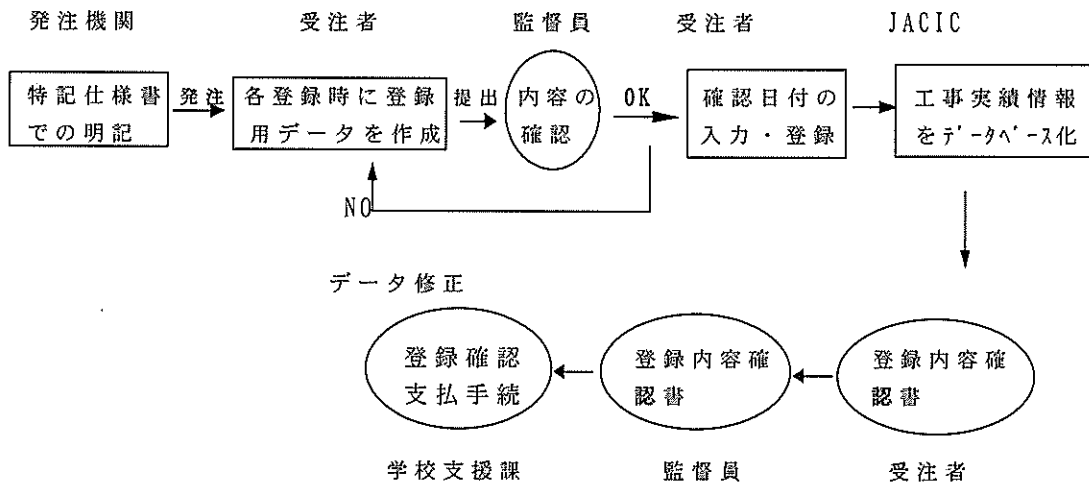 発注機関 受注者 監督員 受注者 JACIC
特記仕様書
での明記
発注
各登録時に登録
用データを作成
提出
内容の
確認
OK
確認日付の
入力・登録
工事実績情報
をデータベース化
NO
データ修正
登録確認
支払手続
登録内容確
認書
登録内容確
認書
学校支援課 監督員 受注者